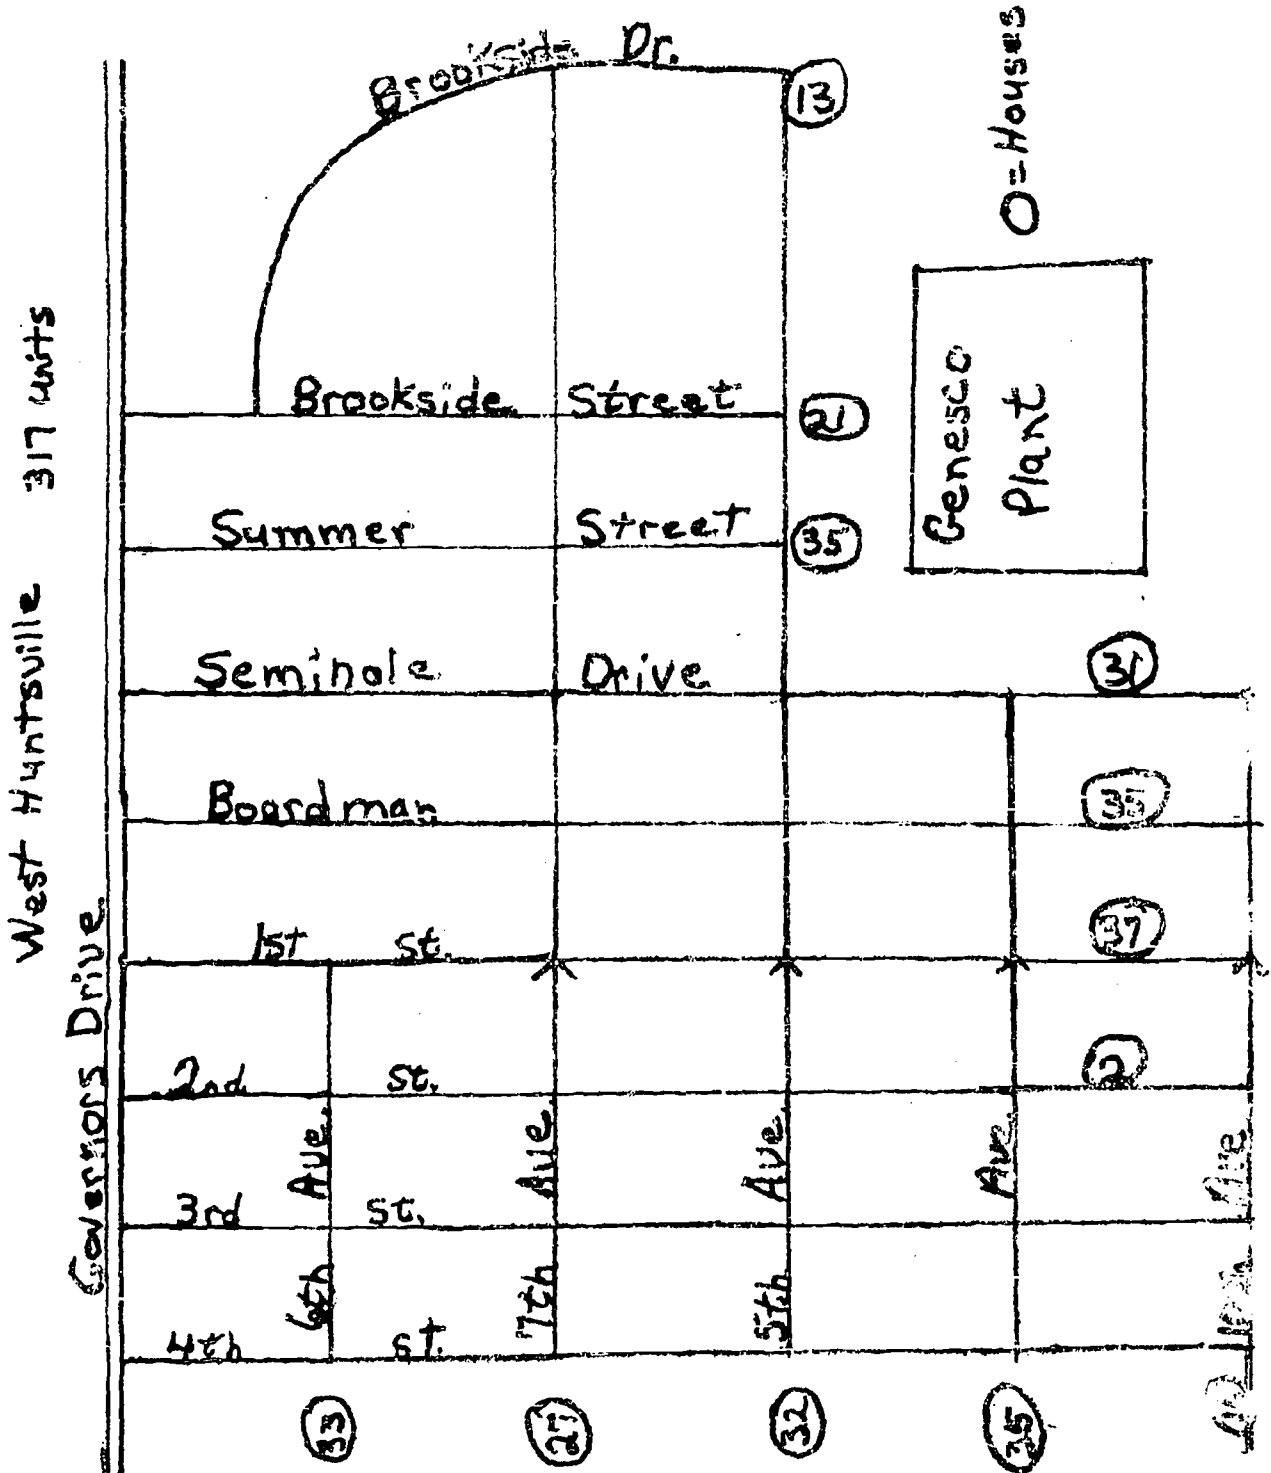 Brookside Dr.
13
O=Houses
West Huntsville 317 units
Genesco
Plant
Brookside Street
21
Summer Street
35
Seminole Drive
31
Boardman
1st st.
37
2nd st.
2
Governors Drive
3rd st.
4th st.
6th Ave.
7th Ave
5th Ave.
Ave.
Ave
33
27
32
35